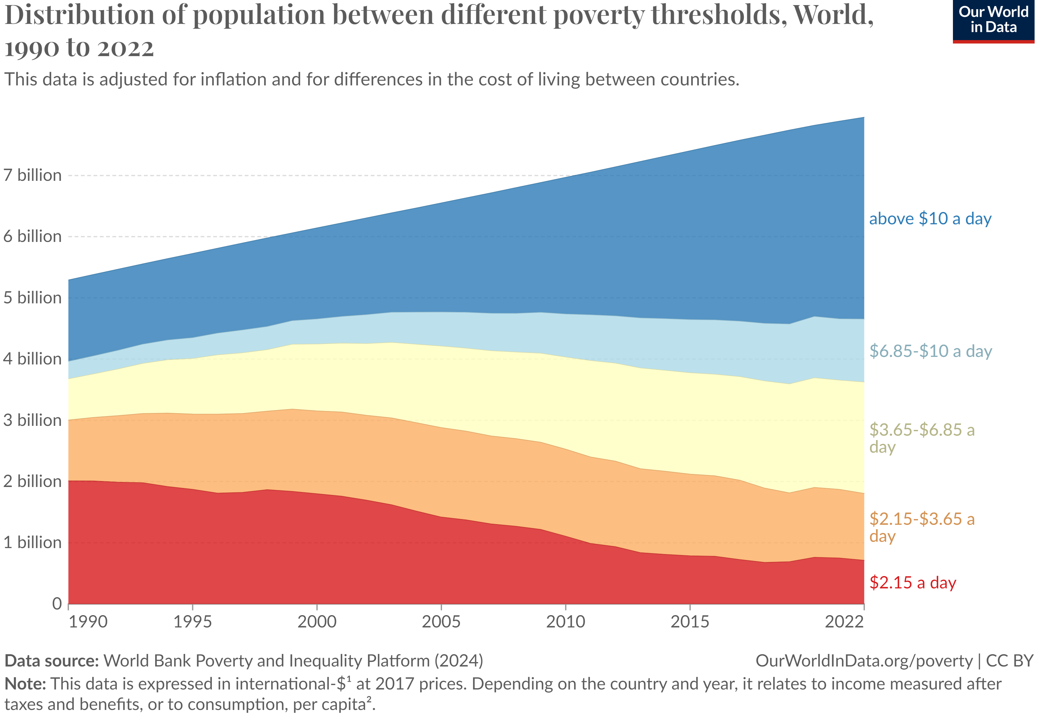 Distribution of population between different poverty thresholds, World,
1990 to 2022
Our World
in Data
This data is adjusted for inflation and for differences in the cost of living between countries.
7 billion
6 billion
5 billion
4 billion
3 billion
2 billion
1 billion
0
above $10 a day
$6.85-$10 a day
$3.65-$6.85 a
day
$2.15-$3.65 a
day
$2.15 a day
1990
1995
2000
2005
2010
2015
2022
Data source: World Bank Poverty and Inequality Platform (2024)
OurWorldInData.org/poverty | CC BY
Note: This data is expressed in international-$¹ at 2017 prices. Depending on the country and year, it relates to income measured after
taxes and benefits, or to consumption, per capita².